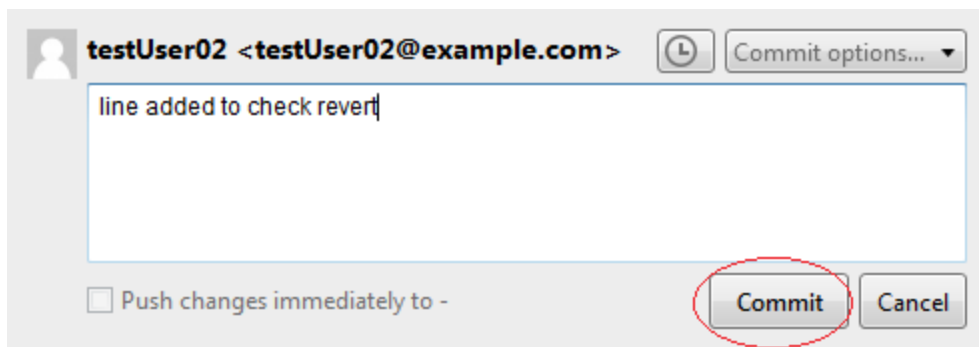 testUser02 <testUser02@example.com>
Commit options...
line added to check revert
Push changes immediately to -
Commit
Cancel